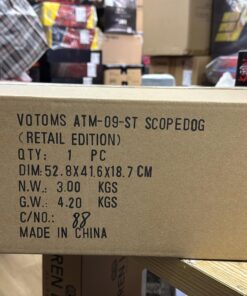 VOTOMS ATM-09-ST SCOPEDOG
(RETAIL EDITION)
QTY: 1 PC
DIM: 52.8X41.6X18.7 CM
N.W.: 3.00 KGS
G.W.: 4.20 KGS
C/NO.: 88
MADE IN CHINA